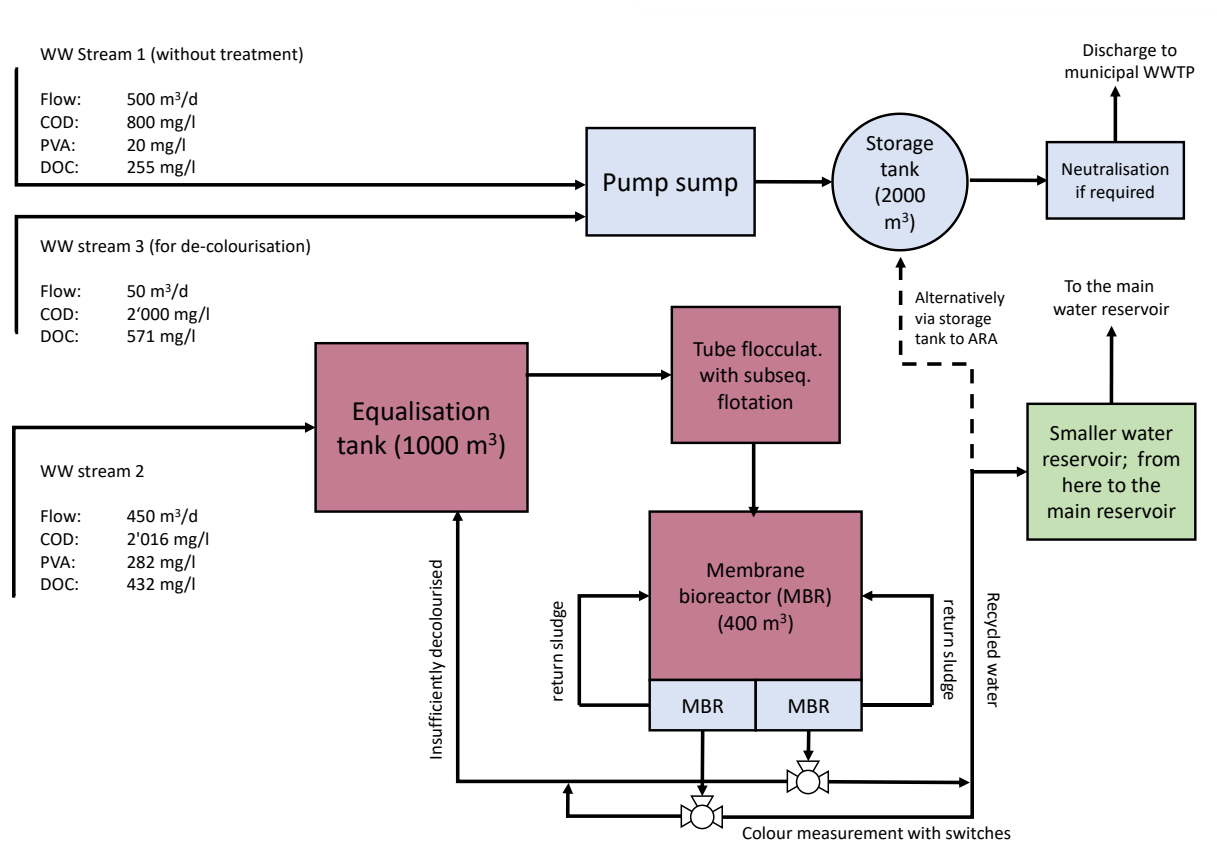 WW Stream 1 (without treatment)
Flow: 500 m³/d
COD: 800 mg/l
PVA: 20 mg/l
DOC: 255 mg/l
Pump sump
Storage
tank
(2000
m³)
Discharge to
municipal WWTP
Neutralisation
if required
WW stream 3 (for de-colourisation)
Flow: 50 m³/d
COD: 2‘000 mg/l
DOC: 571 mg/l
Alternatively
via storage
tank to ARA
To the main
water reservoir
Tube flocculat.
with subseq.
flotation
Equalisation
tank (1000 m³)
Smaller water
reservoir; from
here to the
main reservoir
WW stream 2
Flow: 450 m³/d
COD: 2'016 mg/l
PVA: 282 mg/l
DOC: 432 mg/l
Membrane
bioreactor (MBR)
(400 m³)
Insufficiently decolourised
return sludge
return sludge
Recycled water
MBR
MBR
Colour measurement with switches